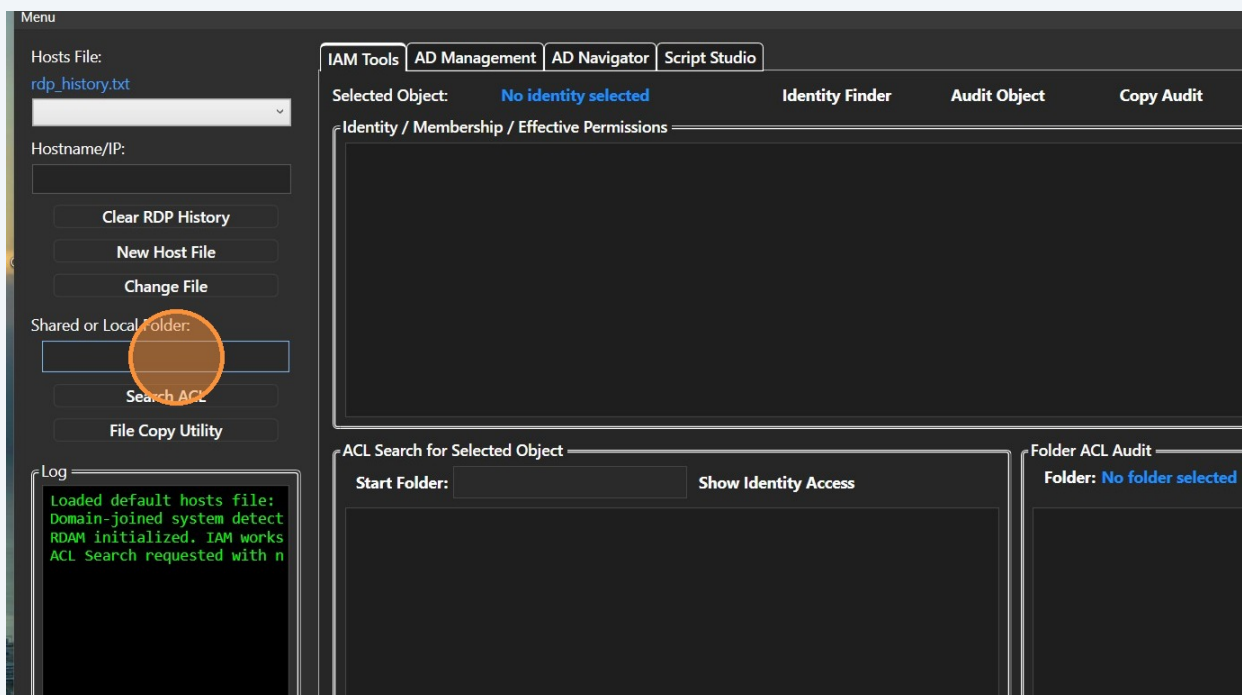 Menu
Hosts File:
rdp_history.txt
Hostname/IP:
Clear RDP History
New Host File
Change File
Shared or Local Folder:
Search ACL
File Copy Utility
Log
Loaded default hosts file:
Domain-joined system detect
RDAM initialized. IAM works
ACL Search requested with n
IAM Tools AD Management AD Navigator Script Studio
Selected Object: No identity selected Identity Finder Audit Object Copy Audit
Identity / Membership / Effective Permissions
ACL Search for Selected Object
Start Folder: Show Identity Access
Folder ACL Audit
Folder: No folder selected